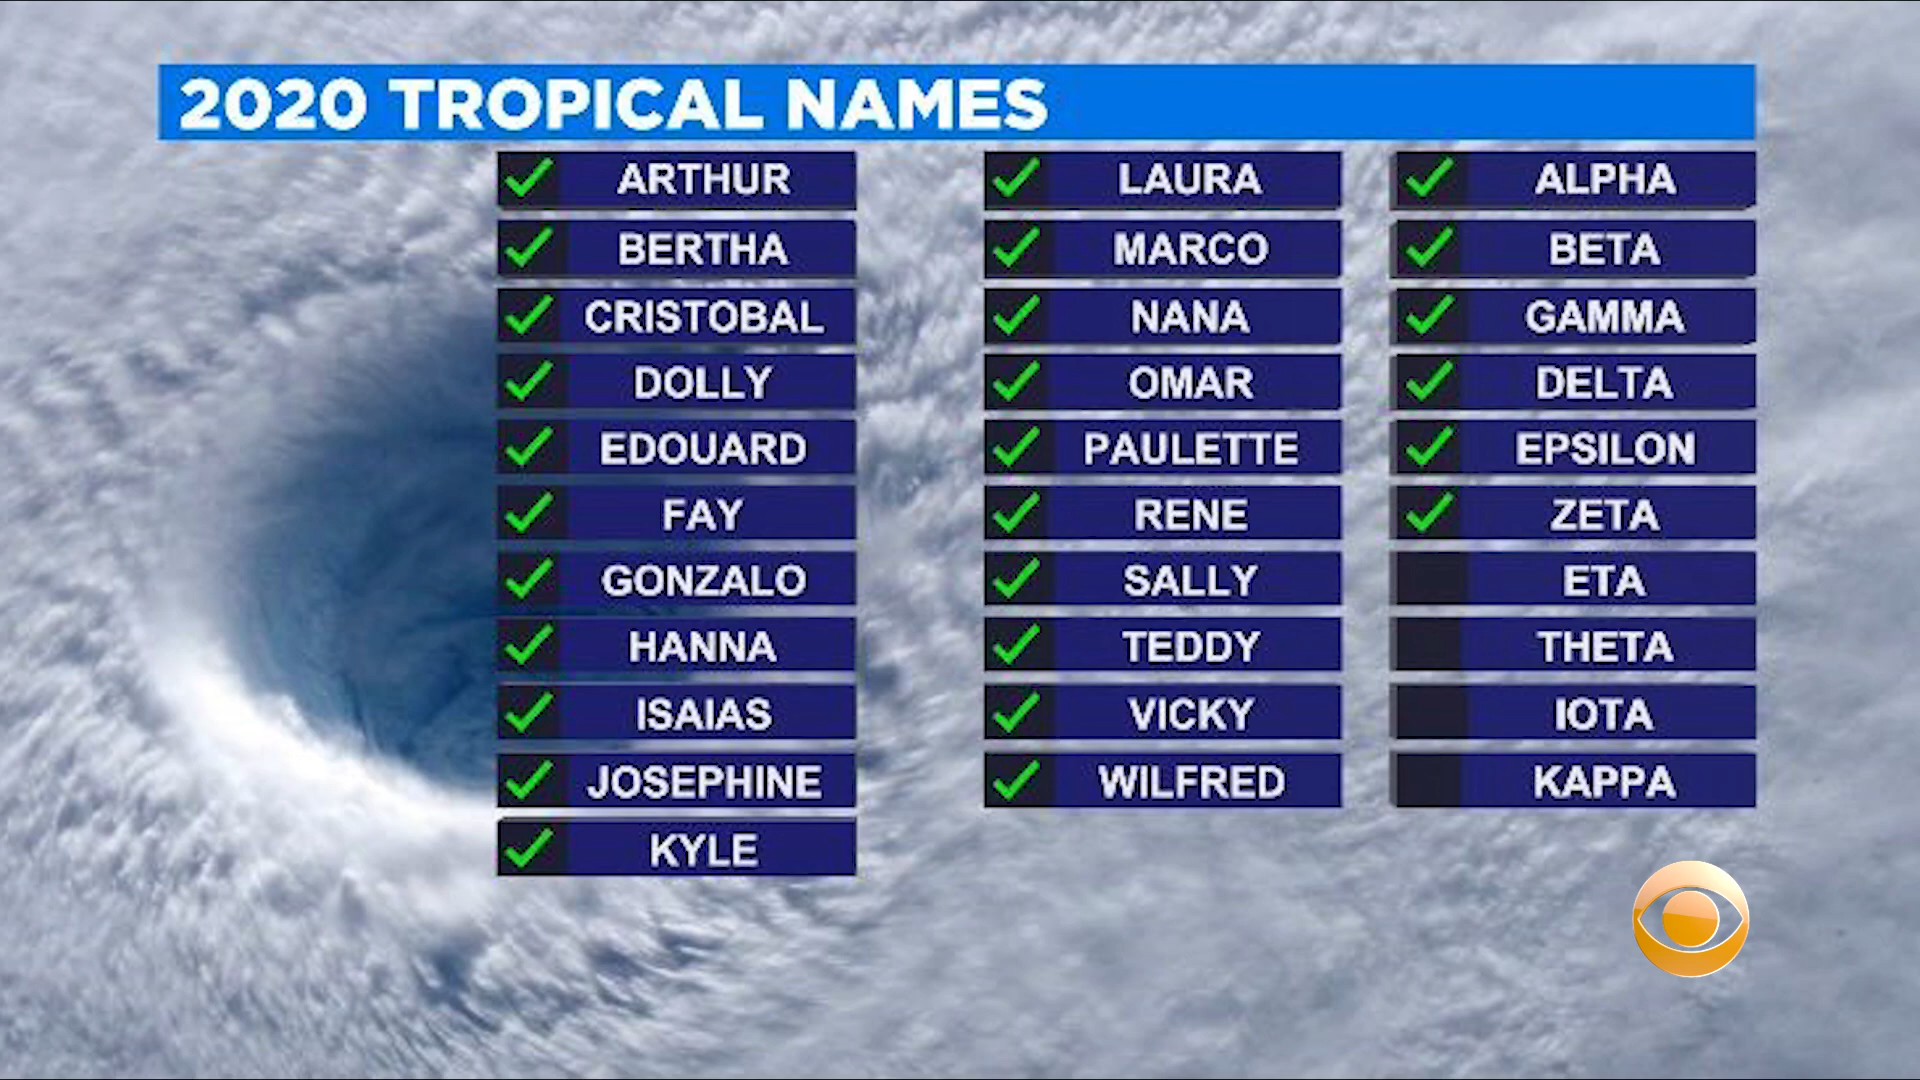 2020 TROPICAL NAMES
ARTHUR
BERTHA
CRISTOBAL
DOLLY
EDOUARD
FAY
GONZALO
HANNA
ISAIAS
JOSEPHINE
KYLE
LAURA
MARCO
NANA
OMAR
PAULETTE
RENE
SALLY
TEDDY
VICKY
WILFRED
ALPHA
BETA
GAMMA
DELTA
EPSILON
ZETA
ETA
THETA
IOTA
KAPPA